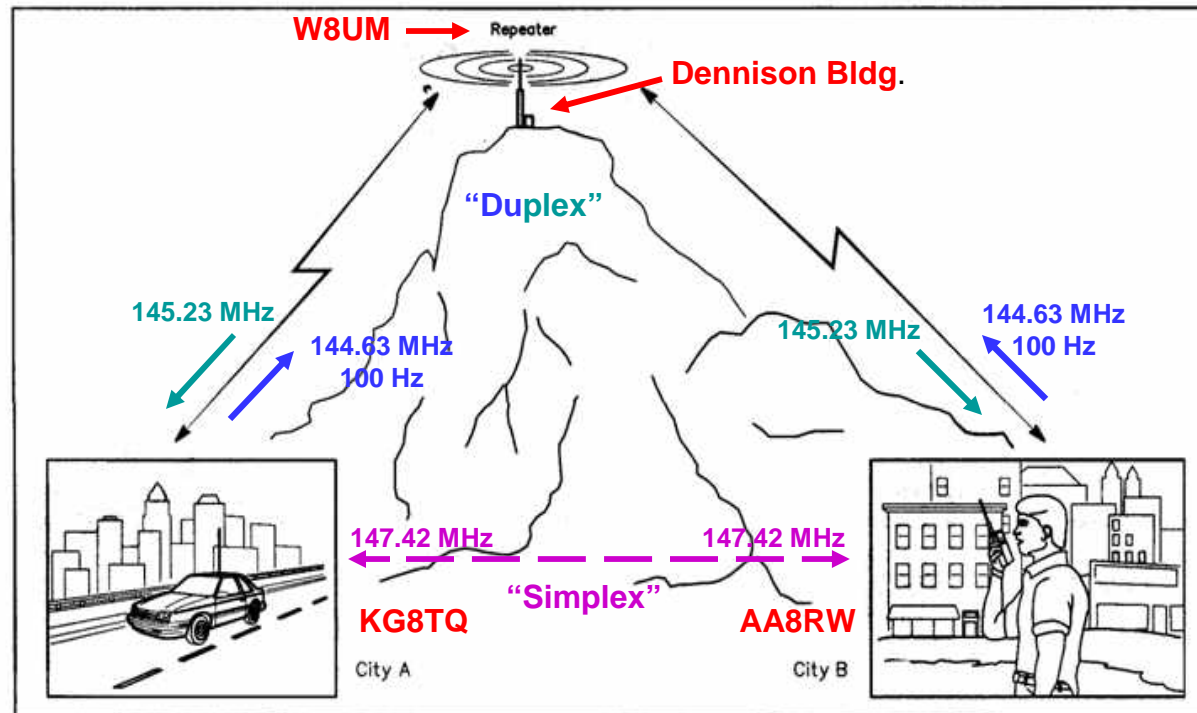 W8UM
Repeater
Dennison Bldg.
“Duplex”
145.23 MHz
144.63 MHz
100 Hz
145.23 MHz
144.63 MHz
100 Hz
147.42 MHz
147.42 MHz
“Simplex”
KG8TQ
AA8RW
City A
City B